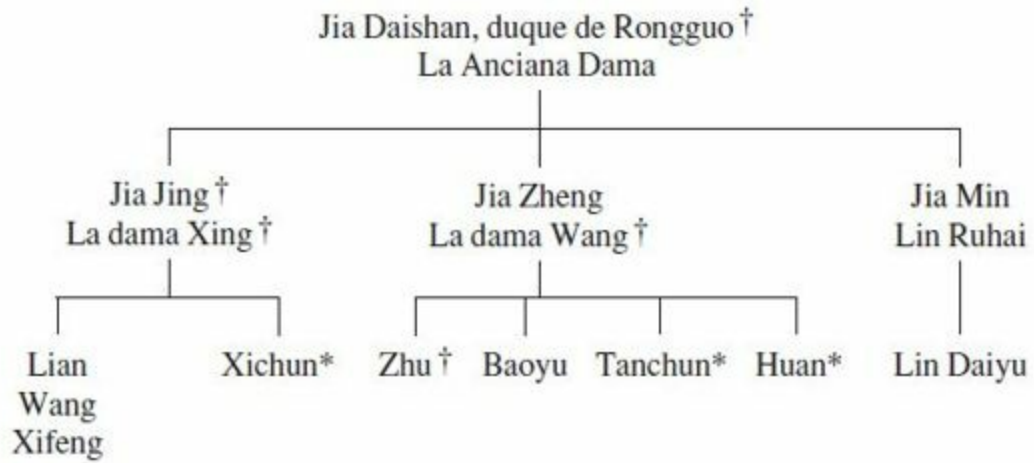 Jia Daishan, duque de Rongguo †
La Anciana Dama
Jia Jing † Jia Zheng Jia Min
La dama Xing † La dama Wang † Lin Ruhai
Lian Xichun* Zhu † Baoyu Tanchun* Huan* Lin Daiyu
Wang
Xifeng